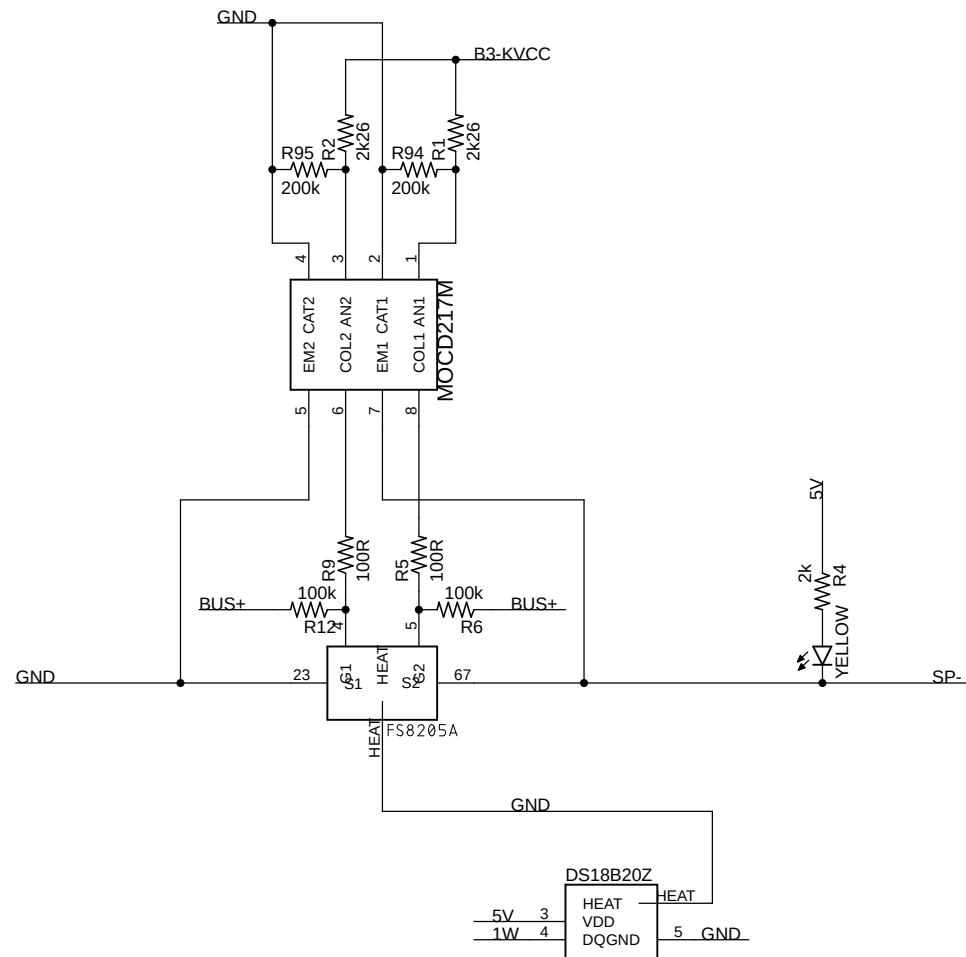 GND
B3-KVCC
R2
2k26
R1
2k26
R95
200k
R94
200k
4
3
2
1
EM2 CAT2
COL2 AN2
EM1 CAT1
COL1 AN1
MOCD217M
5
6
7
8
5V
R9
100R
R5
100R
2k
R4
BUS+
100k
R12
4
5
100k
R6
BUS+
YELLOW
GND
23
G1
S1
HEAT
G2
S2
67
SP-
HEAT
FS8205A
GND
DS18B20Z
HEAT
HEAT
5V
3
VDD
1W
4
DQGND
5
GND